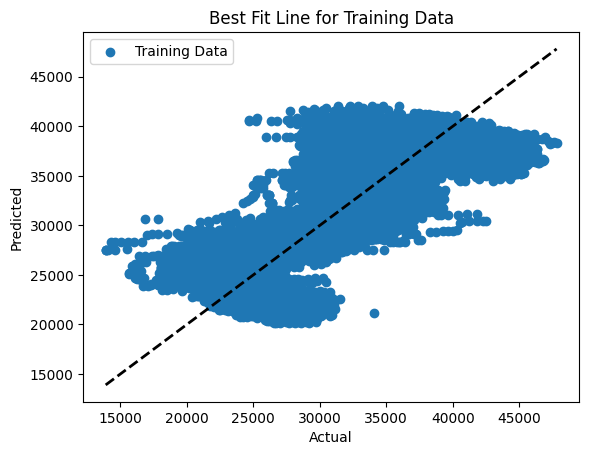 Best Fit Line for Training Data
Training Data
45000
40000
35000
30000
25000
20000
15000
Predicted
15000 20000 25000 30000 35000 40000 45000
Actual